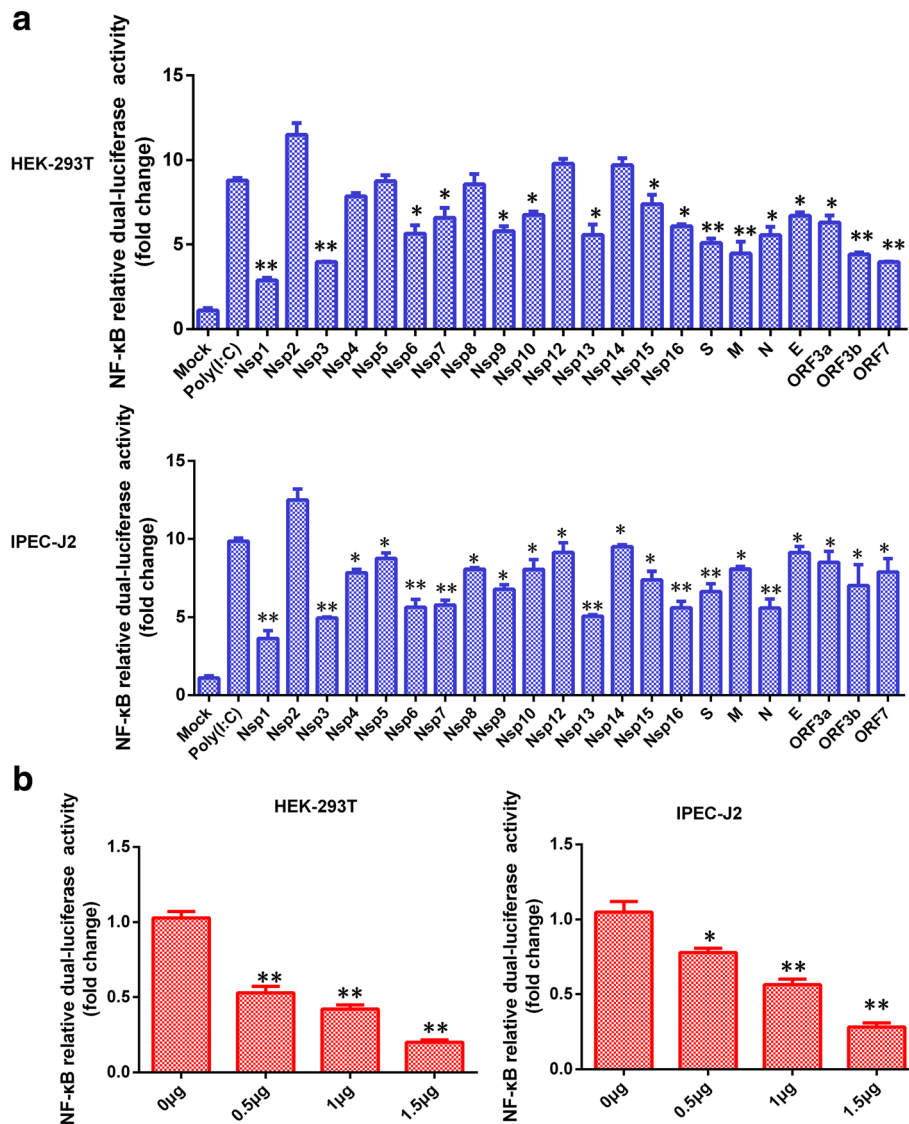 a
NF-κB relative dual-luciferase activity
(fold change)
HEK-293T
15
10
5
0
** ** * * * * * * * ** ** * * * ** **
Mock Poly(I:C) Nsp1 Nsp2 Nsp3 Nsp4 Nsp5 Nsp6 Nsp7 Nsp8 Nsp9 Nsp10 Nsp12 Nsp13 Nsp14 Nsp15 Nsp16 S M N E ORF3a ORF3b ORF7
NF-κB relative dual-luciferase activity
(fold change)
IPEC-J2
15
10
5
0
** ** * * ** ** * * * * ** * * ** ** * ** * * * *
Mock Poly(I:C) Nsp1 Nsp2 Nsp3 Nsp4 Nsp5 Nsp6 Nsp7 Nsp8 Nsp9 Nsp10 Nsp12 Nsp13 Nsp14 Nsp15 Nsp16 S M N E ORF3a ORF3b ORF7
b
HEK-293T
NF-κB relative dual-luciferase activity
(fold change)
1.5
1.0
0.5
0.0
** ** **
0μg 0.5μg 1μg 1.5μg
IPEC-J2
NF-κB relative dual-luciferase activity
(fold change)
1.5
1.0
0.5
0.0
* ** **
0μg 0.5μg 1μg 1.5μg